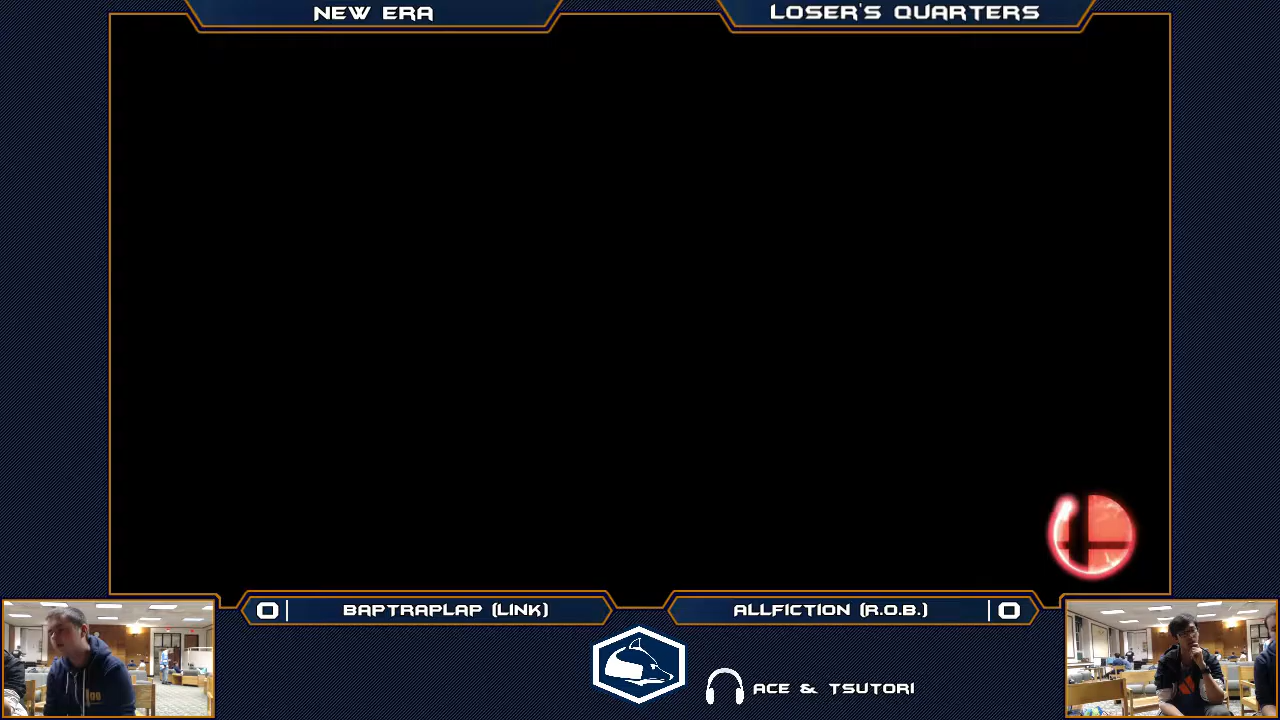 NEW ERA
LOSER'S QUARTERS
0
BAPTRAPLAP (LINK)
ALLFICTION (R.O.B.)
0
ACE & TSUTORI